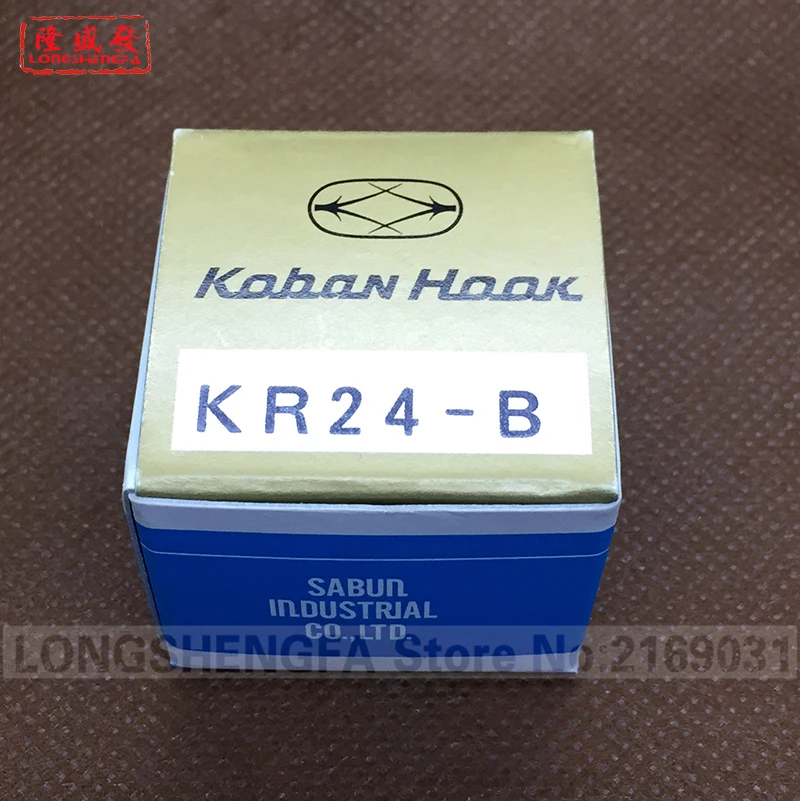 隆盛發
LONGSHENGFA
Koban Hook
KR24-B
SABUN
INDUSTRIAL
CO.,LTD.
LONGSHENGFA Store No:2169031